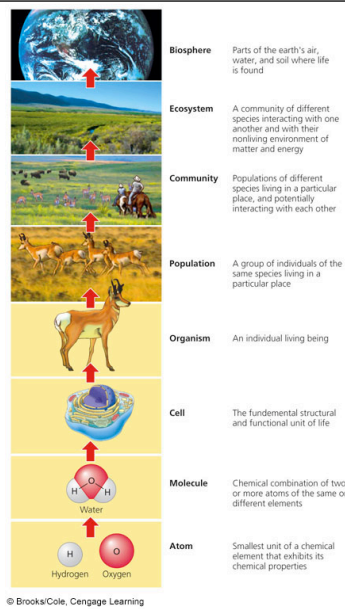 Biosphere
Parts of the earth's air,
water, and soil where life
is found
Ecosystem
A community of different
species interacting with one
another and with their
nonliving environment of
matter and energy
Community
Populations of different
species living in a particular
place, and potentially
interacting with each other
Population
A group of individuals of the
same species living in a
particular place
Organism
An individual living being
Cell
The fundemental structural
and functional unit of life
H
O
H
Water
Molecule
Chemical combination of two
or more atoms of the same or
different elements
H
Hydrogen
O
Oxygen
Atom
Smallest unit of a chemical
element that exhibits its
chemical properties
© Brooks/Cole, Cengage Learning